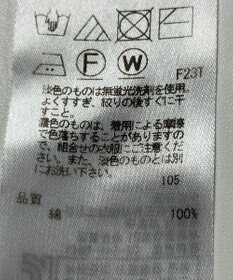 F
W
F23T
淡色のものは無蛍光洗剤を使用。
よくすすぎ、絞りの後すぐに干
すこと。
濃色のものは、着用による摩擦
で色落ちすることがありますの
で、組合せの衣服にご注意くださ
い。また、淡色のものとは別
にお洗い下さい。
105
品質
綿 100%